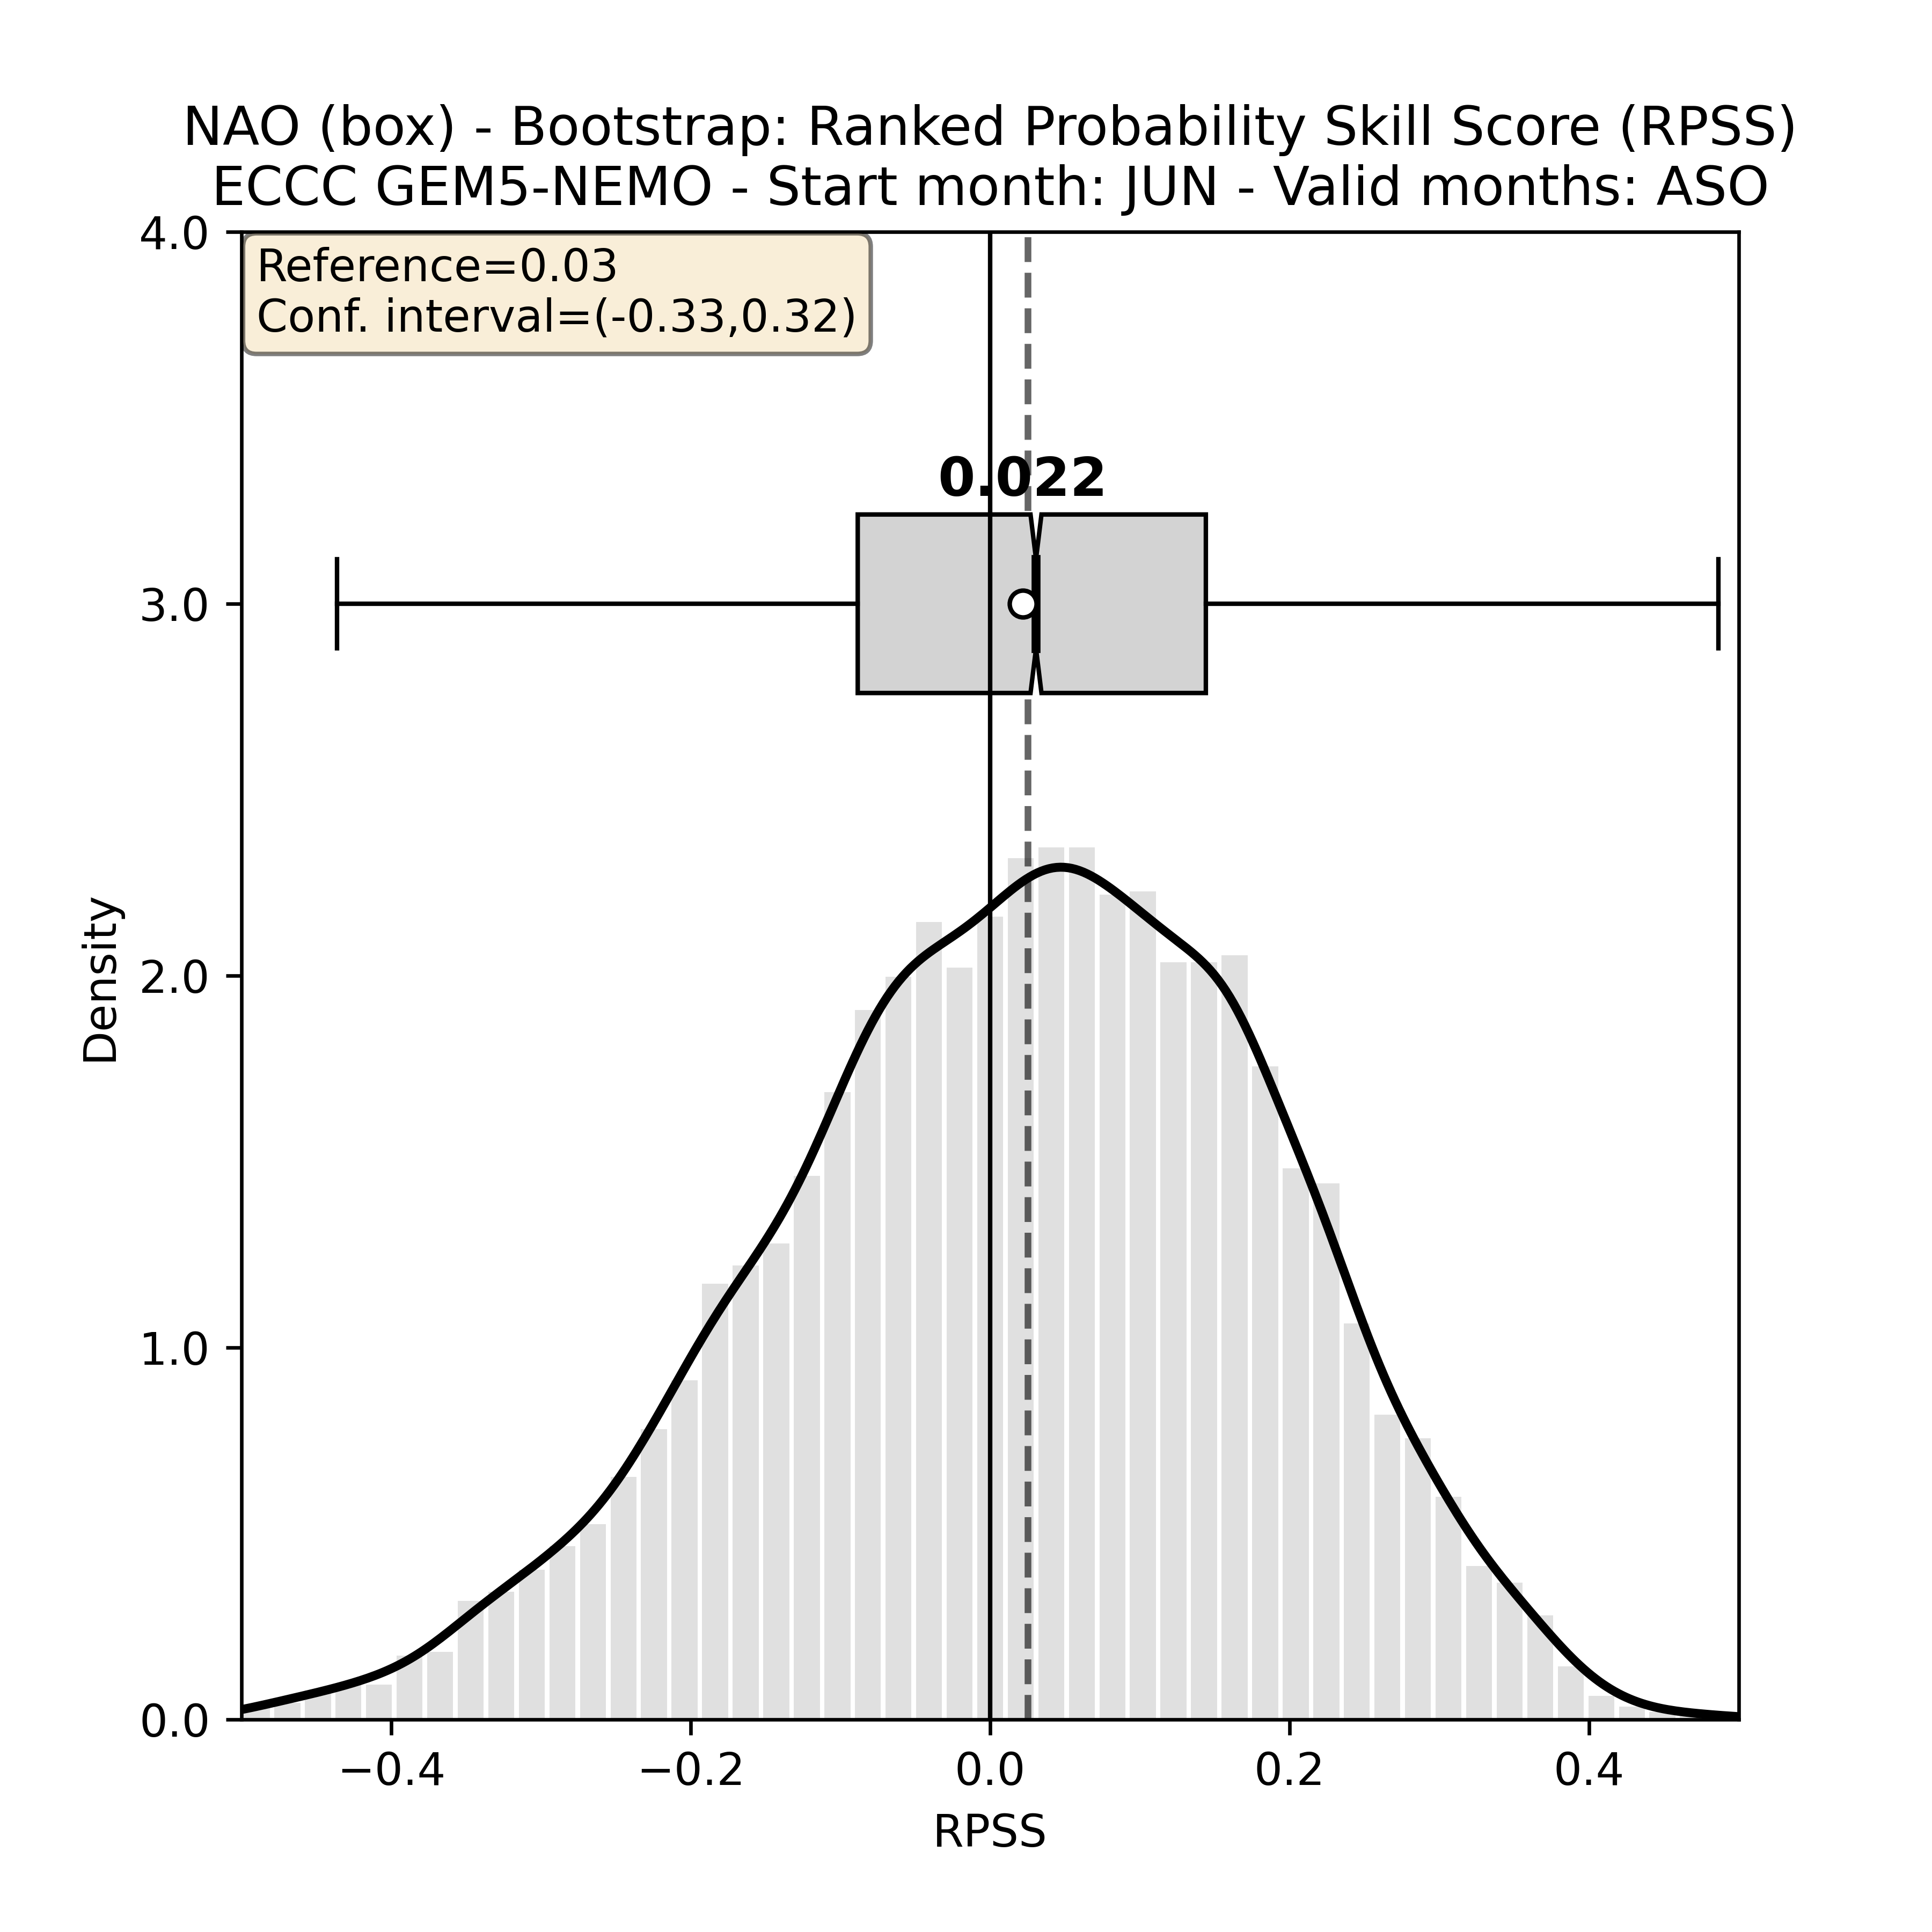 NAO (box) - Bootstrap: Ranked Probability Skill Score (RPSS)
ECCC GEM5-NEMO - Start month: JUN - Valid months: ASO
Reference=0.03
Conf. interval=(-0.33,0.32)
0.022
4.0
3.0
2.0
1.0
0.0
Density
−0.4
−0.2
0.0
0.2
0.4
RPSS